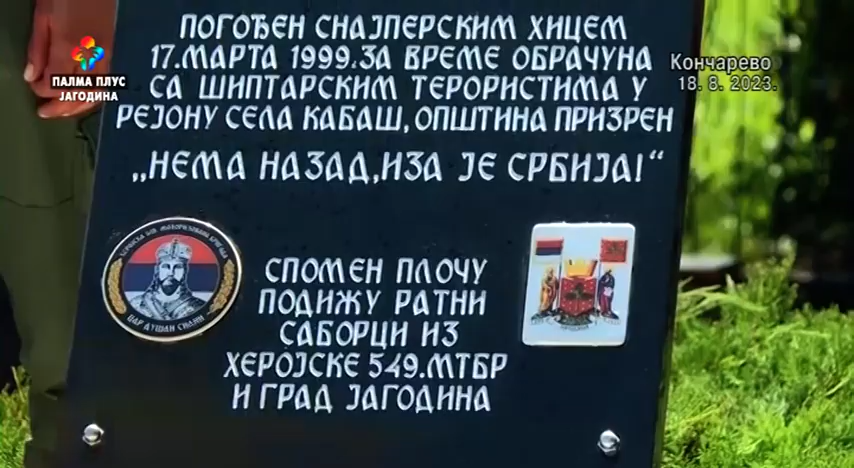 ПОГОЂЕН СНАЈПЕРСКИМ ХИЦЕМ
17.МАРТА 1999.ЗА ВРЕМЕ ОБРАЧУНА
СА ШИПТАРСКИМ ТЕРОРИСТИМА У
РЕЈОНУ СЕЛА КАБАШ, ОПШТИНА ПРИЗРЕН
„НЕМА НАЗАД,ИЗА ЈЕ СРБИЈА!“
ПАЛМА ПЛУС
ЈАГОДИНА
Кончарево
18. 8. 2023.
ЦАР ДУШАН СИЛНИ
СПОМЕН ПЛОЧУ
ПОДИЖУ РАТНИ
САБОРЦИ ИЗ
ХЕРОЈСКЕ 549.МТБР
И ГРАД ЈАГОДИНА